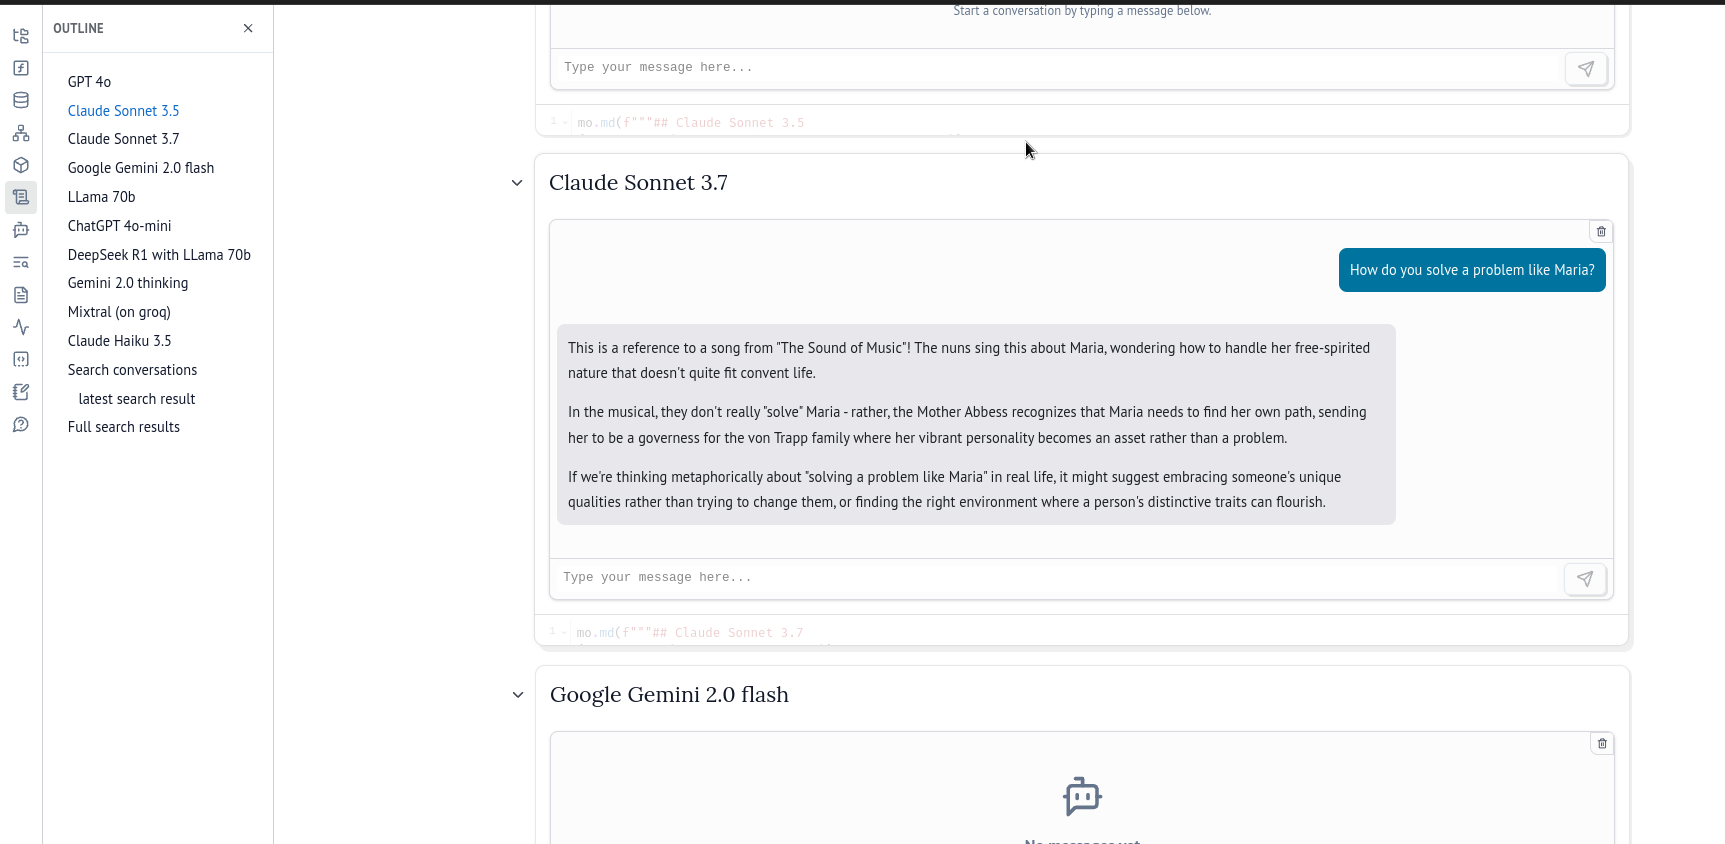 OUTLINE
GPT 4o
Claude Sonnet 3.5
Claude Sonnet 3.7
Google Gemini 2.0 flash
LLama 70b
ChatGPT 4o-mini
DeepSeek R1 with LLama 70b
Gemini 2.0 thinking
Mixtral (on groq)
Claude Haiku 3.5
Search conversations
latest search result
Full search results
Start a conversation by typing a message below.
Type your message here...
1 mo.md(f"""## Claude Sonnet 3.5
Claude Sonnet 3.7
How do you solve a problem like Maria?
This is a reference to a song from "The Sound of Music"! The nuns sing this about Maria, wondering how to handle her free-spirited
nature that doesn't quite fit convent life.
In the musical, they don't really "solve" Maria - rather, the Mother Abbess recognizes that Maria needs to find her own path, sending
her to be a governess for the von Trapp family where her vibrant personality becomes an asset rather than a problem.
If we're thinking metaphorically about "solving a problem like Maria" in real life, it might suggest embracing someone's unique
qualities rather than trying to change them, or finding the right environment where a person's distinctive traits can flourish.
Type your message here...
1 mo.md(f"""## Claude Sonnet 3.7
Google Gemini 2.0 flash
No messages yet